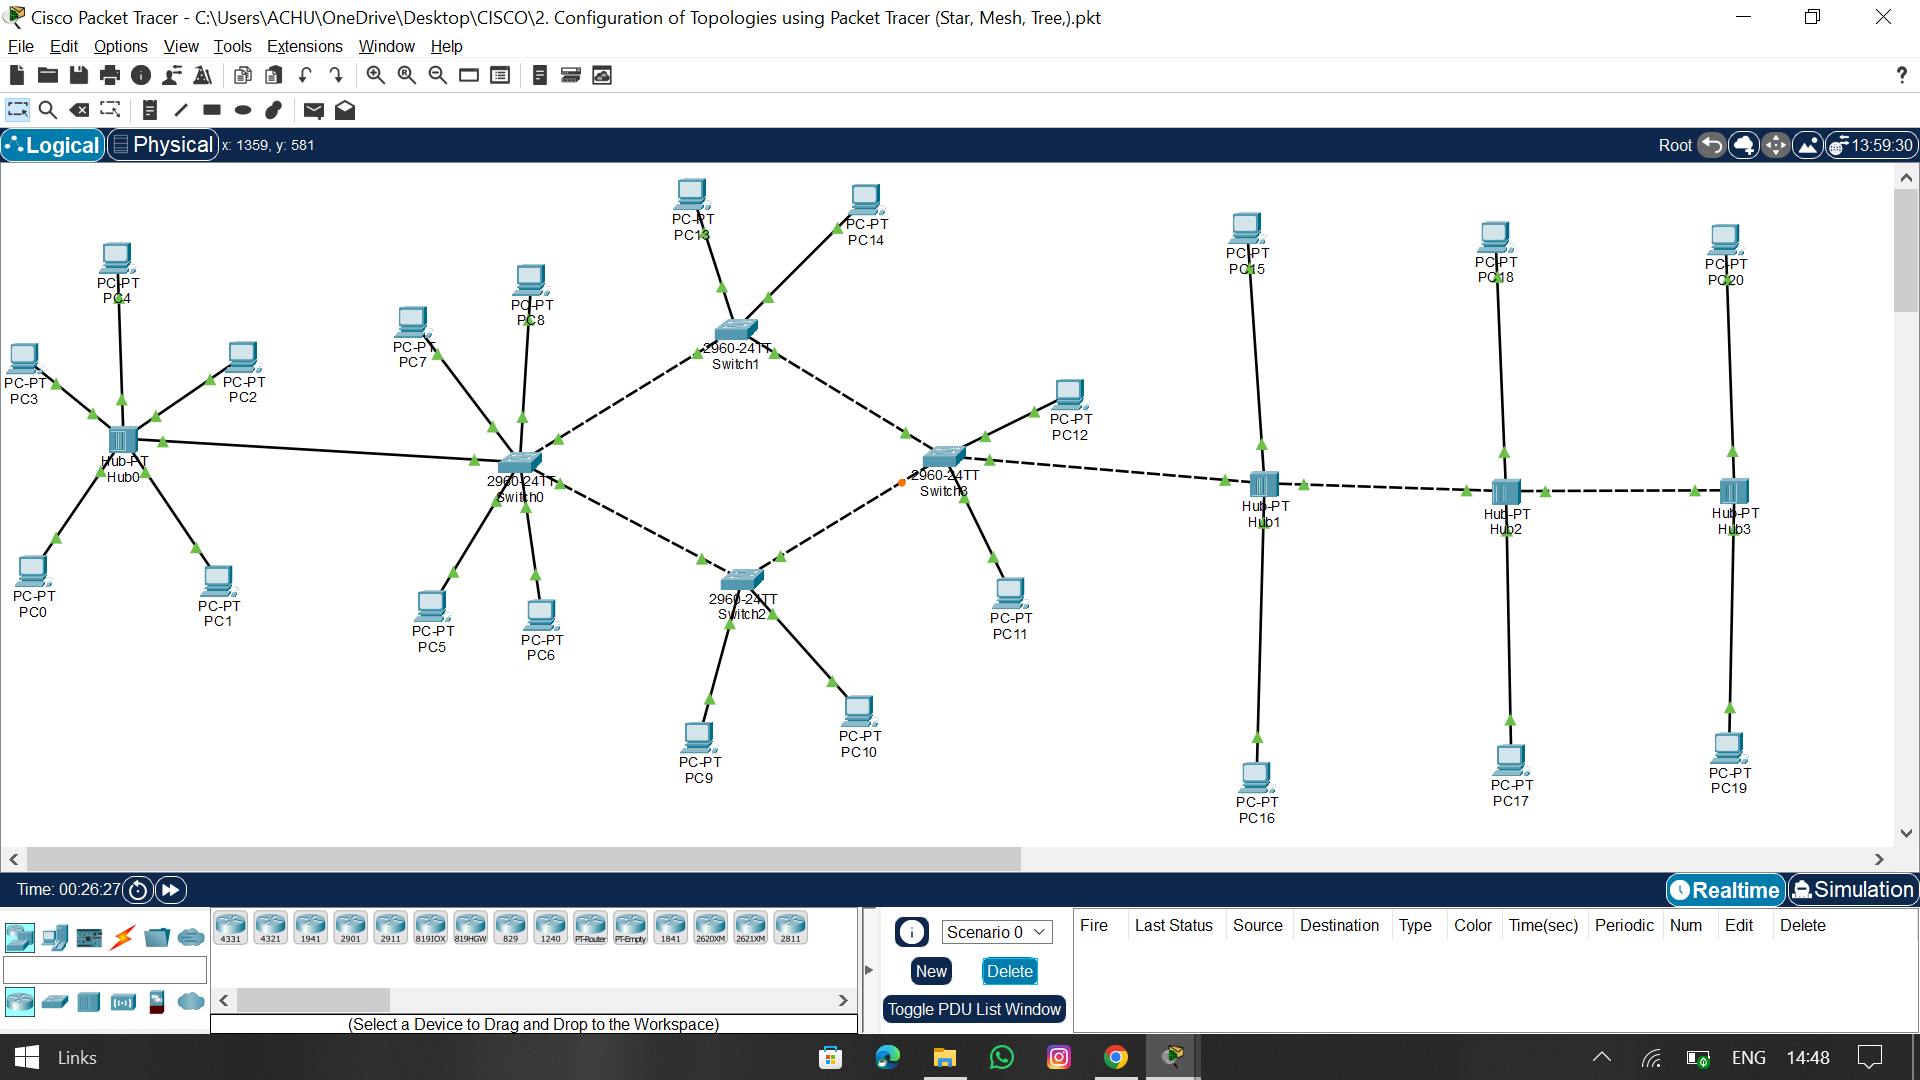 Cisco Packet Tracer - C:\Users\ACHU\OneDrive\Desktop\CISCO\2. Configuration of Topologies using Packet Tracer (Star, Mesh, Tree,).pkt
File Edit Options View Tools Extensions Window Help
?
Logical Physical x: 1359, y: 581 Root 13:59:30
PC-PT
PC13
PC-PT
PC14
PC-PT
PC15
PC-PT
PC18
PC-PT
PC20
PC-PT
PC4
PC-PT
PC8
PC-PT
PC7
2960-24TT
Switch1
PC-PT
PC3
PC-PT
PC2
PC-PT
PC12
Hub-PT
Hub0
2960-24TT
Switch0
2960-24TT
Switch3
Hub-PT
Hub1
Hub-PT
Hub2
Hub-PT
Hub3
PC-PT
PC0
PC-PT
PC1
PC-PT
PC5
PC-PT
PC6
2960-24TT
Switch2
PC-PT
PC11
PC-PT
PC9
PC-PT
PC10
PC-PT
PC16
PC-PT
PC17
PC-PT
PC19
Time: 00:26:27 Realtime Simulation
4331 4321 1941 2901 2911 819IOX 819HGW 829 1240 PT-Router PT-Empty 1841 2620XM 2621XM 2811
(Select a Device to Drag and Drop to the Workspace)
Scenario 0
New Delete
Toggle PDU List Window
Fire Last Status Source Destination Type Color Time(sec) Periodic Num Edit Delete
Links ENG 14:48